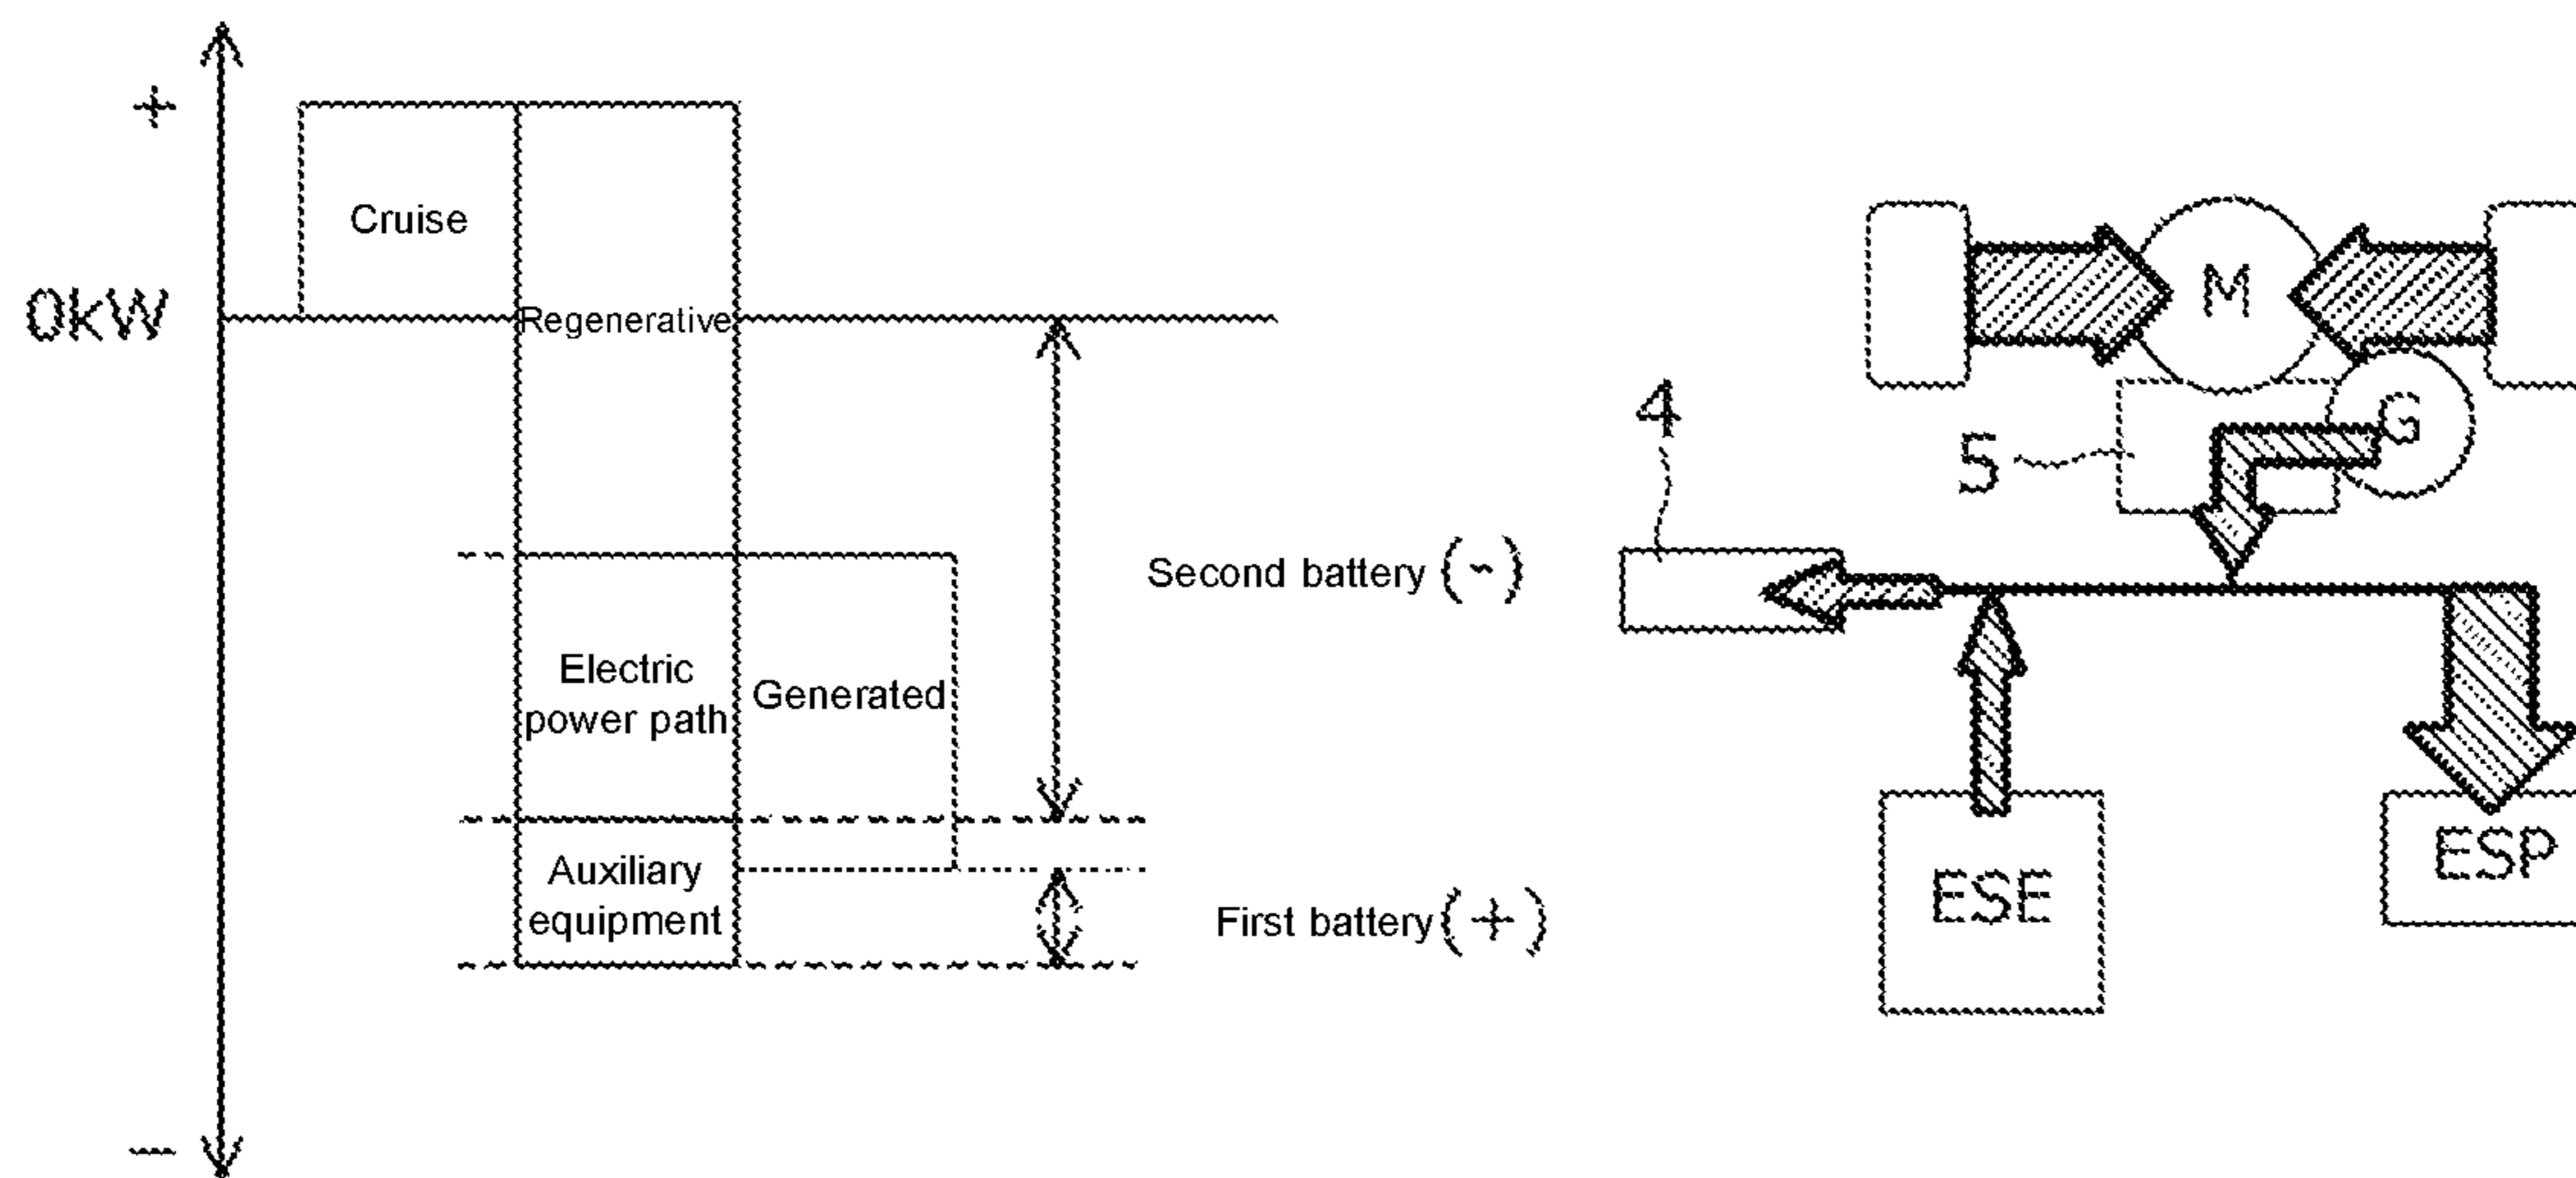 +
Cruise
0kW
Regenerative
Electric
power path
Generated
Auxiliary
equipment
−
Second battery (-)
First battery (+)
M
G
4
5
ESE
ESP